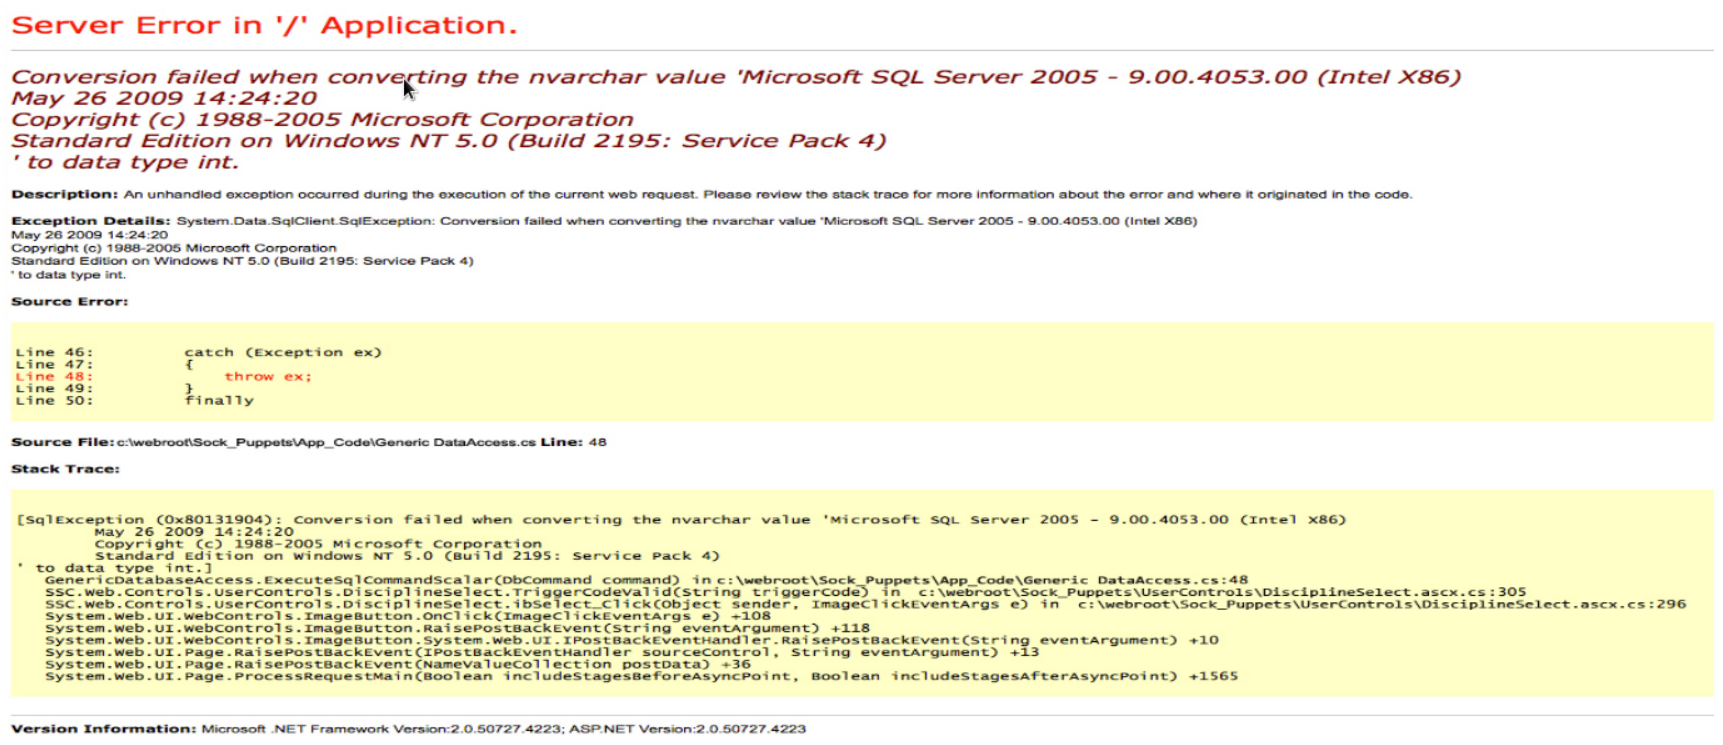 Server Error in '/' Application.
Conversion failed when converting the nvarchar value 'Microsoft SQL Server 2005 - 9.00.4053.00 (Intel X86)
May 26 2009 14:24:20
Copyright (c) 1988-2005 Microsoft Corporation
Standard Edition on Windows NT 5.0 (Build 2195: Service Pack 4)
' to data type int.
Description: An unhandled exception occurred during the execution of the current web request. Please review the stack trace for more information about the error and where it originated in the code.
Exception Details: System.Data.SqlClient.SqlException: Conversion failed when converting the nvarchar value 'Microsoft SQL Server 2005 - 9.00.4053.00 (Intel X86)
May 26 2009 14:24:20
Copyright (c) 1988-2005 Microsoft Corporation
Standard Edition on Windows NT 5.0 (Build 2195: Service Pack 4)
' to data type int.
Source Error:
Line 46: catch (Exception ex)
Line 47: {
Line 48: throw ex;
Line 49: }
Line 50: finally
Source File: c:\webroot\Sock_Puppets\App_Code\Generic DataAccess.cs Line: 48
Stack Trace:
[SqlException (0x80131904): Conversion failed when converting the nvarchar value 'Microsoft SQL Server 2005 - 9.00.4053.00 (Intel X86)
May 26 2009 14:24:20
Copyright (c) 1988-2005 Microsoft Corporation
Standard Edition on Windows NT 5.0 (Build 2195: Service Pack 4)
' to data type int.]
GenericDatabaseAccess.ExecuteSqlCommandScalar(DbCommand command) in c:\webroot\Sock_Puppets\App_Code\Generic DataAccess.cs:48
SSC.Web.Controls.UserControls.DisciplineSelect.TriggerCodeValid(String triggerCode) in c:\webroot\Sock_Puppets\UserControls\DisciplineSelect.ascx.cs:305
SSC.Web.Controls.UserControls.DisciplineSelect.ibSelect_Click(Object sender, ImageClickEventArgs e) in c:\webroot\Sock_Puppets\UserControls\DisciplineSelect.ascx.cs:296
System.Web.UI.WebControls.ImageButton.OnClick(ImageClickEventArgs e) +108
System.Web.UI.WebControls.ImageButton.RaisePostBackEvent(String eventArgument) +118
System.Web.UI.WebControls.ImageButton.System.Web.UI.IPostBackEventHandler.RaisePostBackEvent(String eventArgument) +10
System.Web.UI.Page.RaisePostBackEvent(IPostBackEventHandler sourceControl, String eventArgument) +13
System.Web.UI.Page.RaisePostBackEvent(NameValueCollection postData) +36
System.Web.UI.Page.ProcessRequestMain(Boolean includeStagesBeforeAsyncPoint, Boolean includeStagesAfterAsyncPoint) +1565
Version Information: Microsoft .NET Framework Version:2.0.50727.4223; ASP.NET Version:2.0.50727.4223